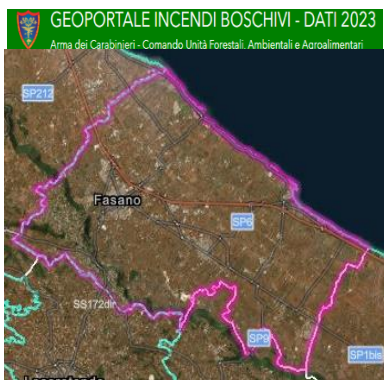 GEOPORTALE INCENDI BOSCHIVI - DATI 2023
Arma dei Carabinieri - Comando Unità Forestali, Ambientali e Agroalimentari
SP212
Fasano
SP6
SS172dir
SP9
SP1bis